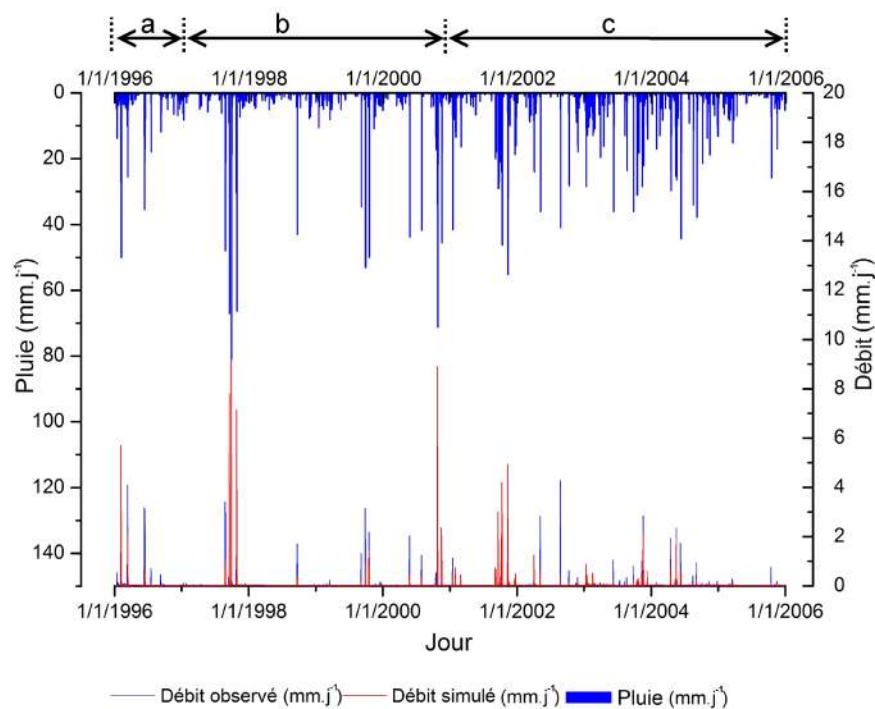 a b c
1/1/1996 1/1/1998 1/1/2000 1/1/2002 1/1/2004 1/1/2006
0 20
20 18
40 16
60 14
80 12
100 10
120 8
140 6
4
2
0
Pluie (mm.j-1)
Débit (mm.j-1)
1/1/1996 1/1/1998 1/1/2000 1/1/2002 1/1/2004 1/1/2006
Jour
Débit observé (mm.j-1) Débit simulé (mm.j-1) Pluie (mm.j-1)